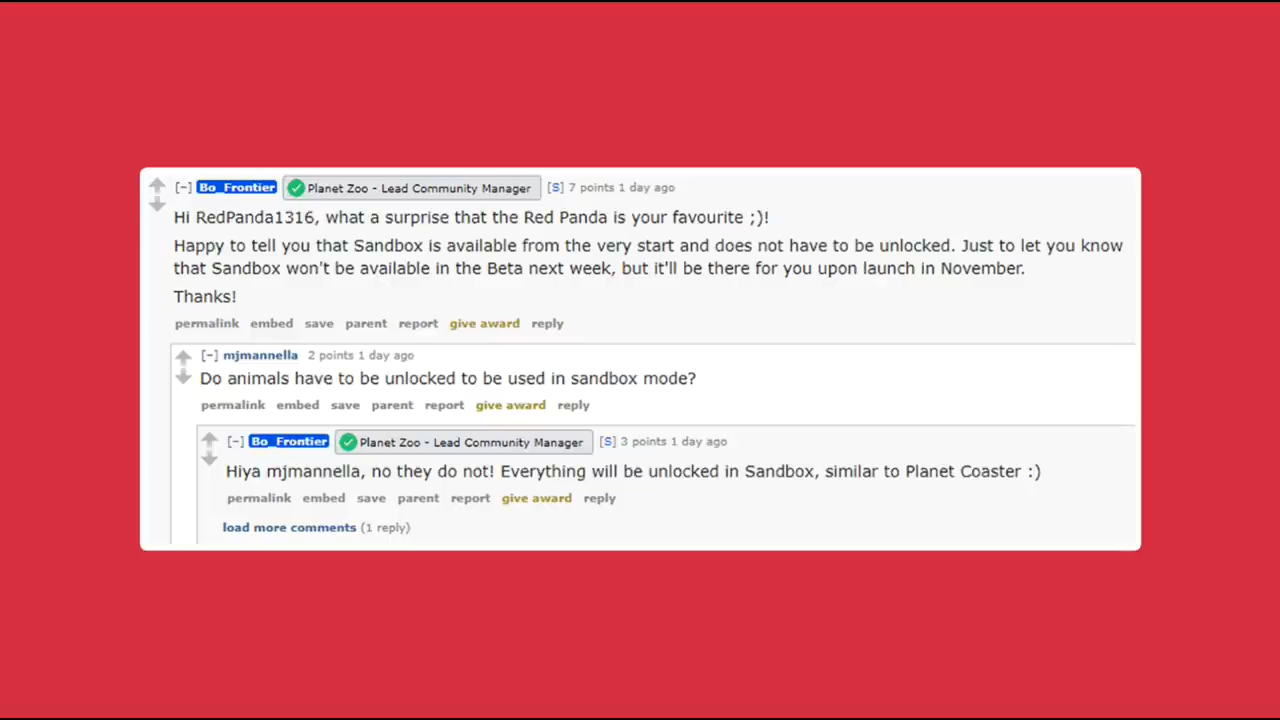 [-] Bo_Frontier Planet Zoo - Lead Community Manager [S] 7 points 1 day ago
Hi RedPanda1316, what a surprise that the Red Panda is your favourite ;)!
Happy to tell you that Sandbox is available from the very start and does not have to be unlocked. Just to let you know
that Sandbox won't be available in the Beta next week, but it'll be there for you upon launch in November.
Thanks!
permalink embed save parent report give award reply
[-] mjmannella 2 points 1 day ago
Do animals have to be unlocked to be used in sandbox mode?
permalink embed save parent report give award reply
[-] Bo_Frontier Planet Zoo - Lead Community Manager [S] 3 points 1 day ago
Hiya mjmannella, no they do not! Everything will be unlocked in Sandbox, similar to Planet Coaster :)
permalink embed save parent report give award reply
load more comments (1 reply)